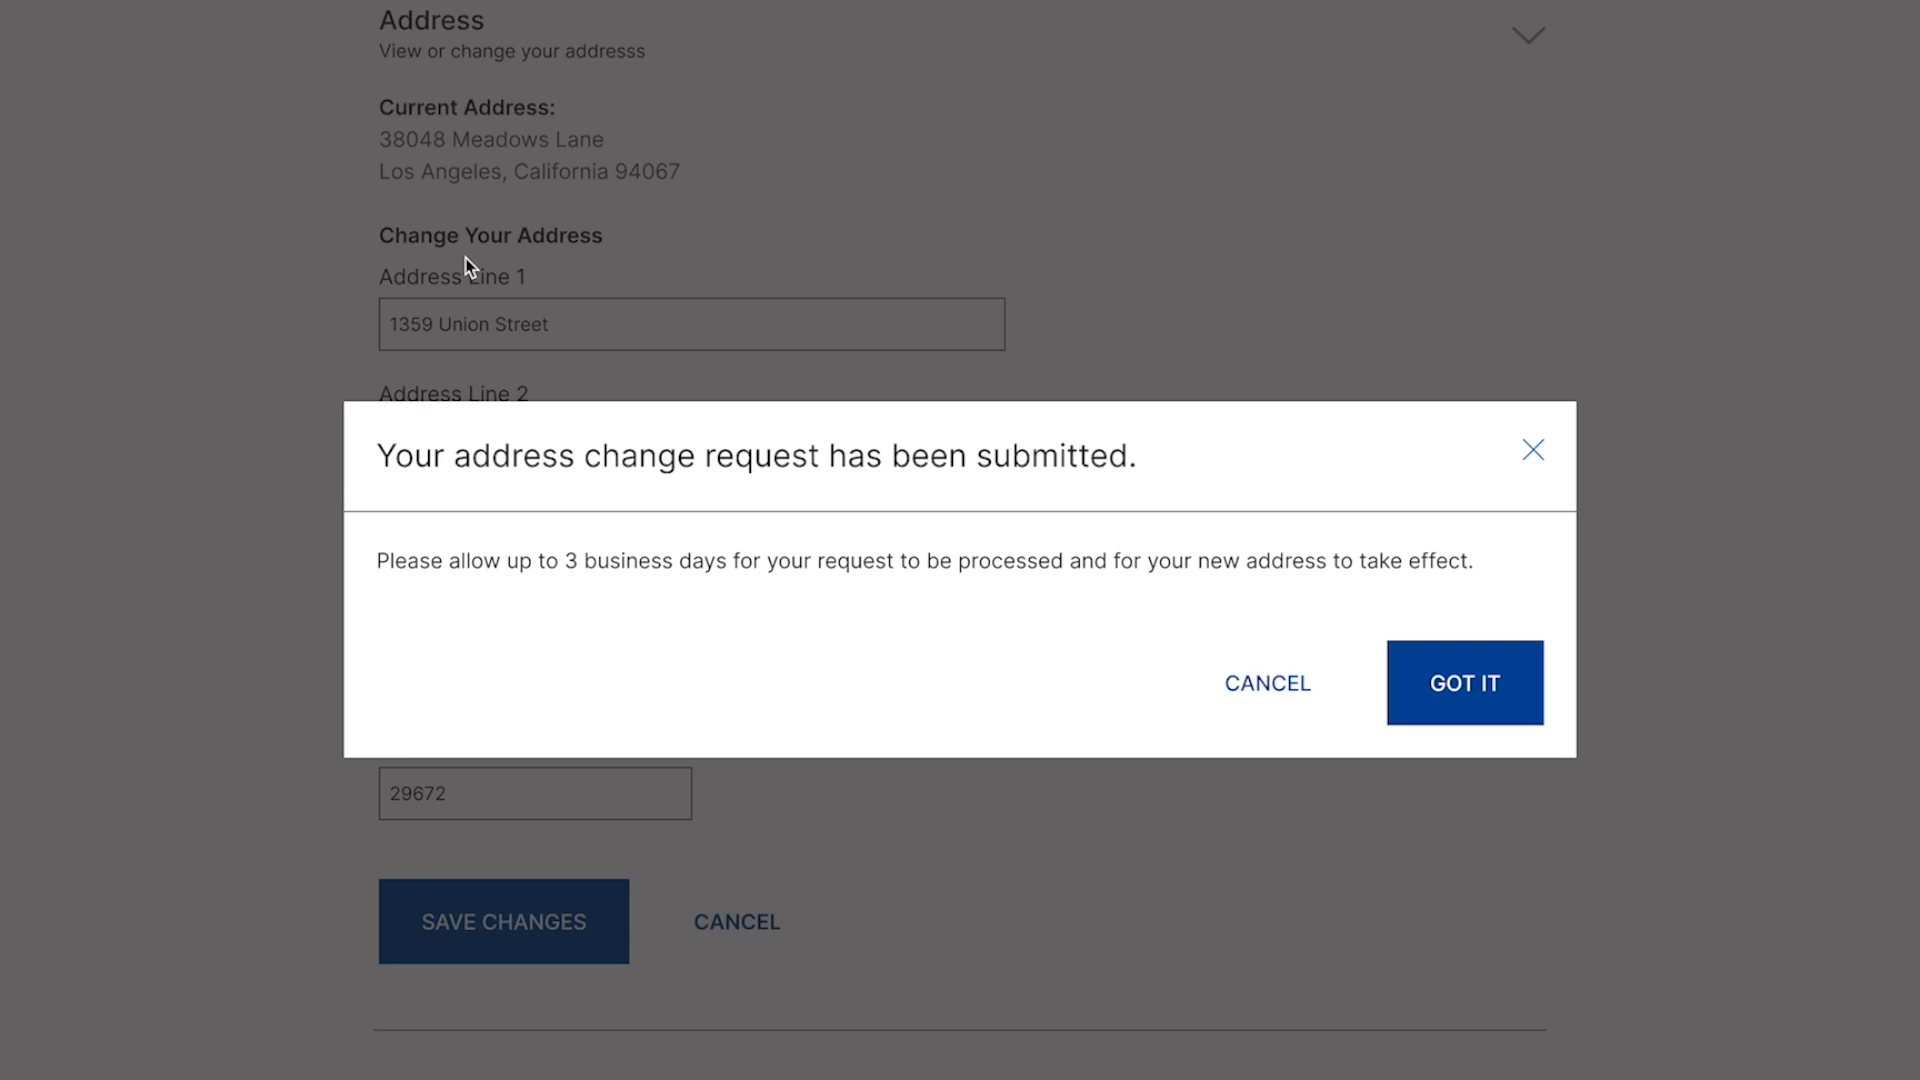 Address
View or change your addresss
Current Address:
38048 Meadows Lane
Los Angeles, California 94067
Change Your Address
Address Line 1
1359 Union Street
Address Line 2
Your address change request has been submitted.
Please allow up to 3 business days for your request to be processed and for your new address to take effect.
CANCEL
GOT IT
29672
SAVE CHANGES
CANCEL